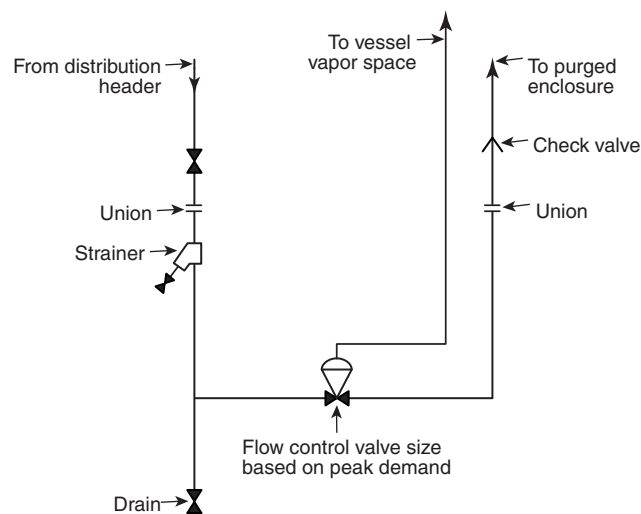 To vessel
vapor space
From distribution
header
To purged
enclosure
Check valve
Union
Union
Strainer
Flow control valve size
based on peak demand
Drain